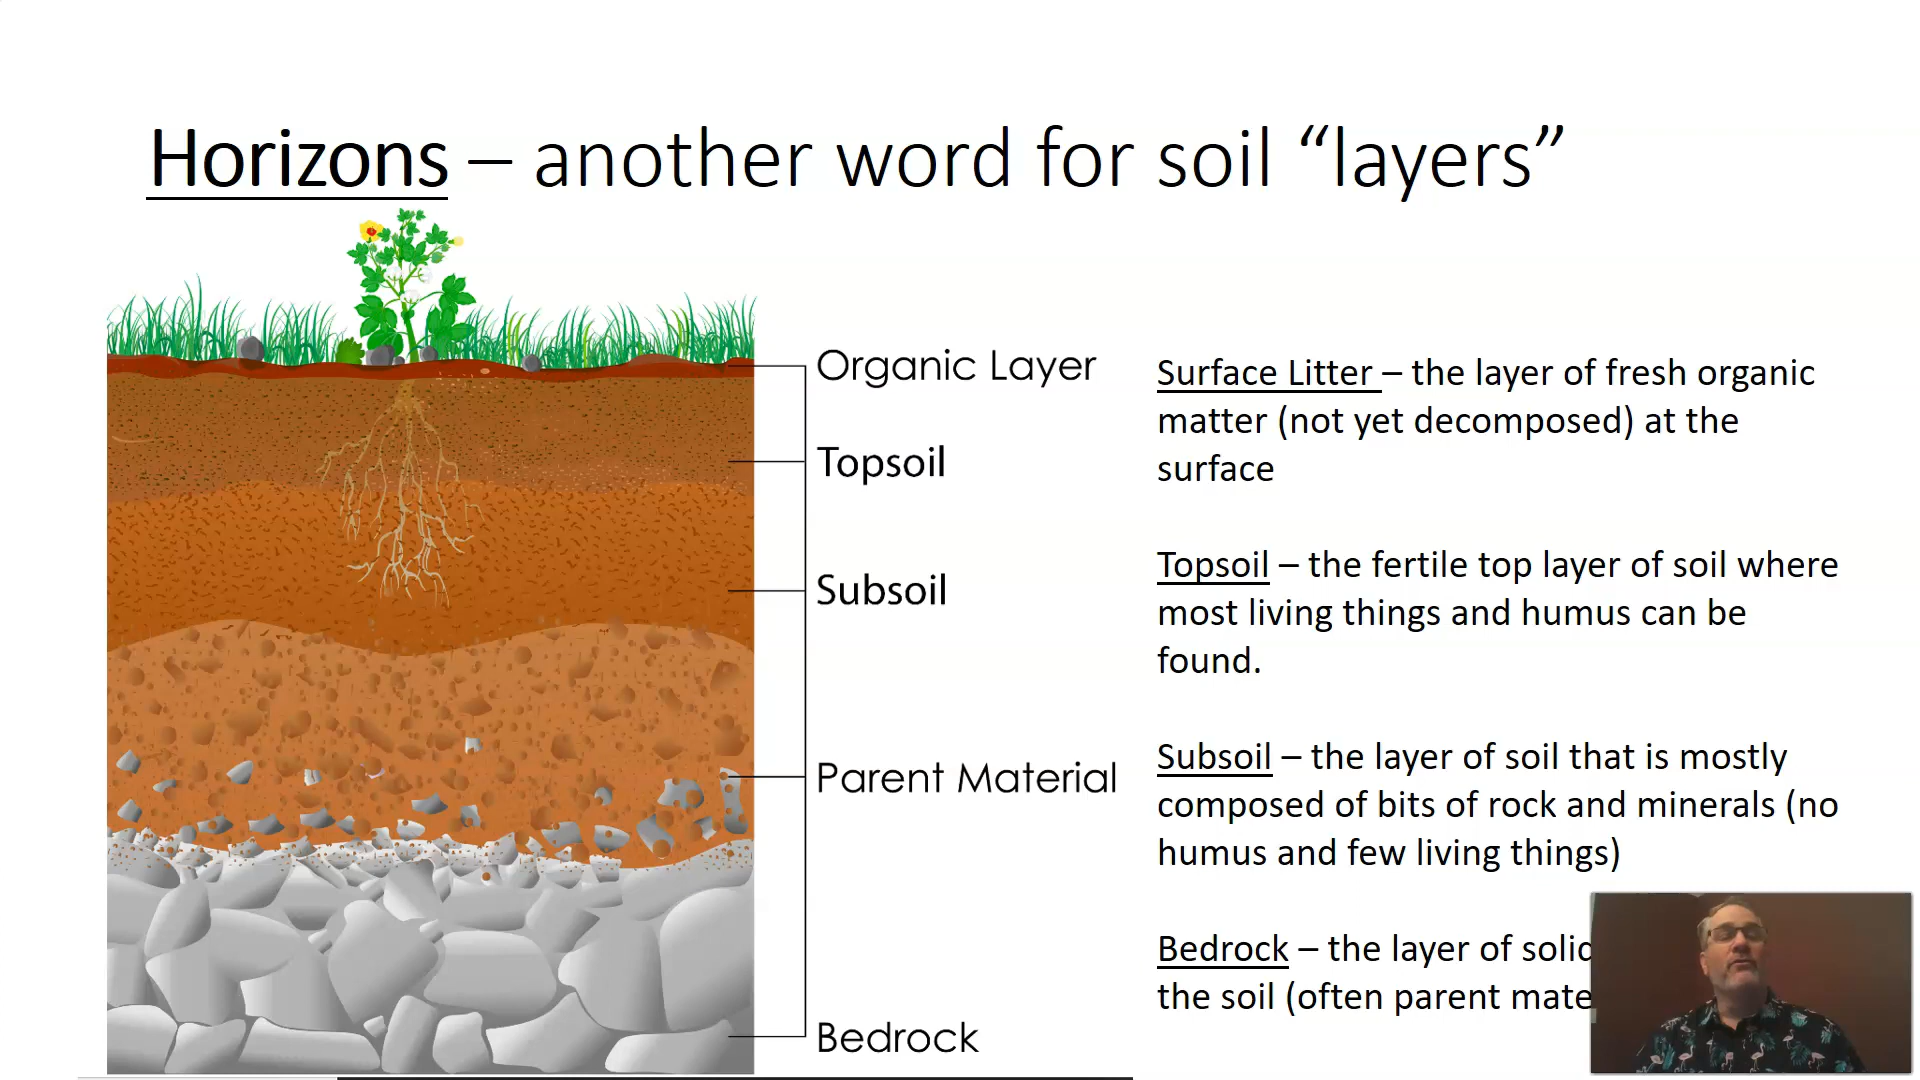 Horizons – another word for soil “layers”
Organic Layer
Topsoil
Subsoil
Parent Material
Bedrock
Surface Litter – the layer of fresh organic
matter (not yet decomposed) at the
surface
Topsoil – the fertile top layer of soil where
most living things and humus can be
found.
Subsoil – the layer of soil that is mostly
composed of bits of rock and minerals (no
humus and few living things)
Bedrock – the layer of solid
the soil (often parent